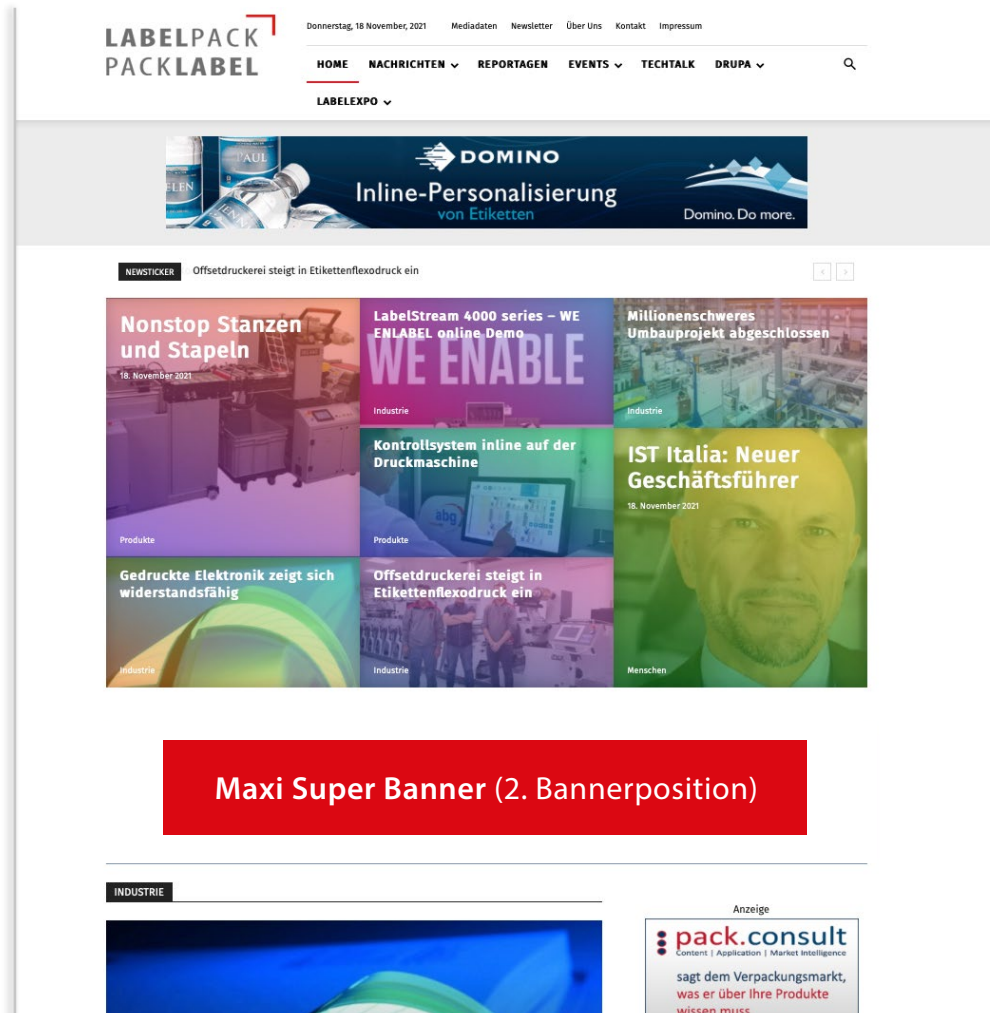 LABELPACK
PACKLABEL
Donnerstag, 18 November, 2021 Mediadaten Newsletter Über Uns Kontakt Impressum
HOME NACHRICHTEN REPORTAGEN EVENTS TECHTALK DRUPA
LABELEXPO
PAUL
ELEN
DOMINO
Inline-Personalisierung
von Etiketten
Domino. Do more.
NEWSTICKER Offsetdruckerei steigt in Etikettenflexodruck ein
Nonstop Stanzen
und Stapeln
18. November 2021
Produkte
LabelStream 4000 series – WE
ENLABEL online Demo
WE ENABLE
Industrie
Millionenschweres
Umbauprojekt abgeschlossen
Industrie
Kontrollsystem inline auf der
Druckmaschine
abg
Produkte
IST Italia: Neuer
Geschäftsführer
18. November 2021
Menschen
Gedruckte Elektronik zeigt sich
widerstandsfähig
Industrie
Offsetdruckerei steigt in
Etikettenflexodruck ein
Industrie
Maxi Super Banner (2. Bannerposition)
INDUSTRIE
Anzeige
pack.consult
Content | Application | Market Intelligence
sagt dem Verpackungsmarkt,
was er über Ihre Produkte
wissen muss